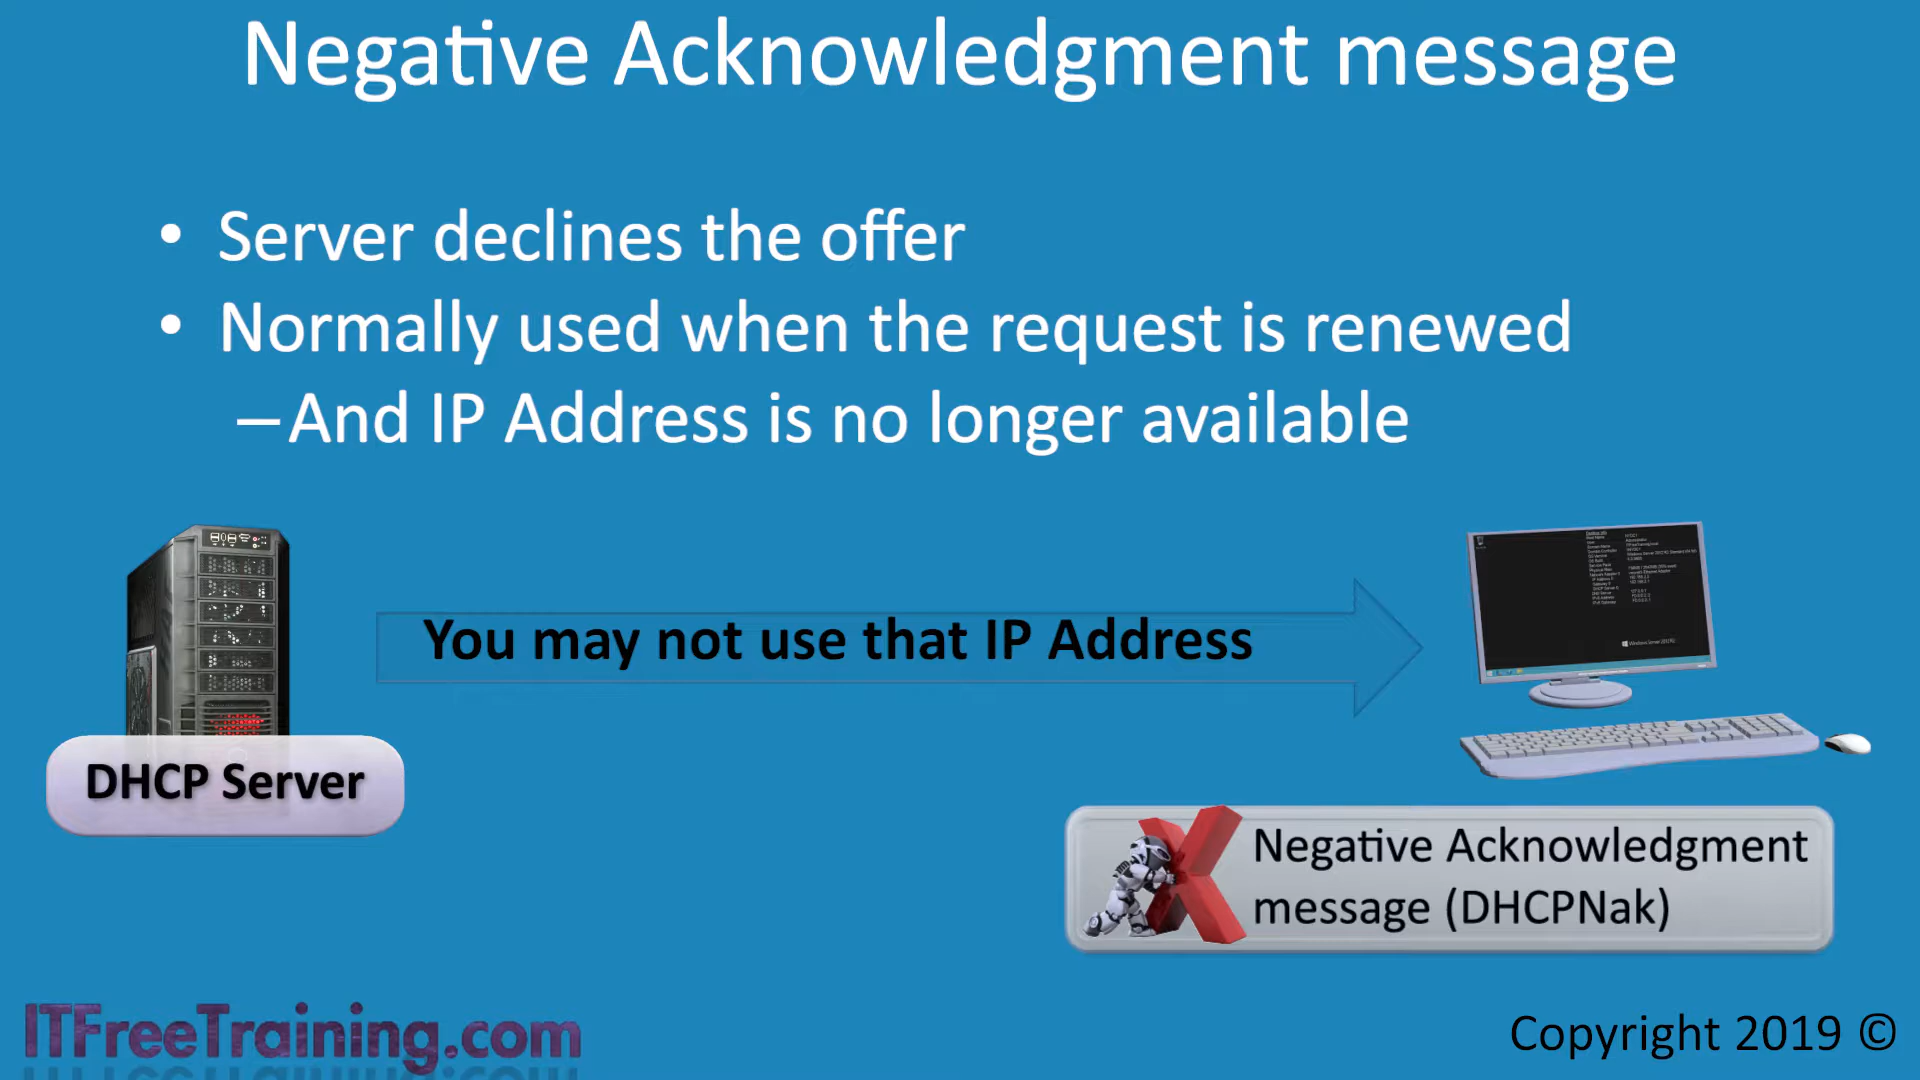 Negative Acknowledgment message
• Server declines the offer
• Normally used when the request is renewed
–And IP Address is no longer available
You may not use that IP Address
DHCP Server
Negative Acknowledgment
message (DHCPNak)
ITFreeTraining.com
Copyright 2019 ©